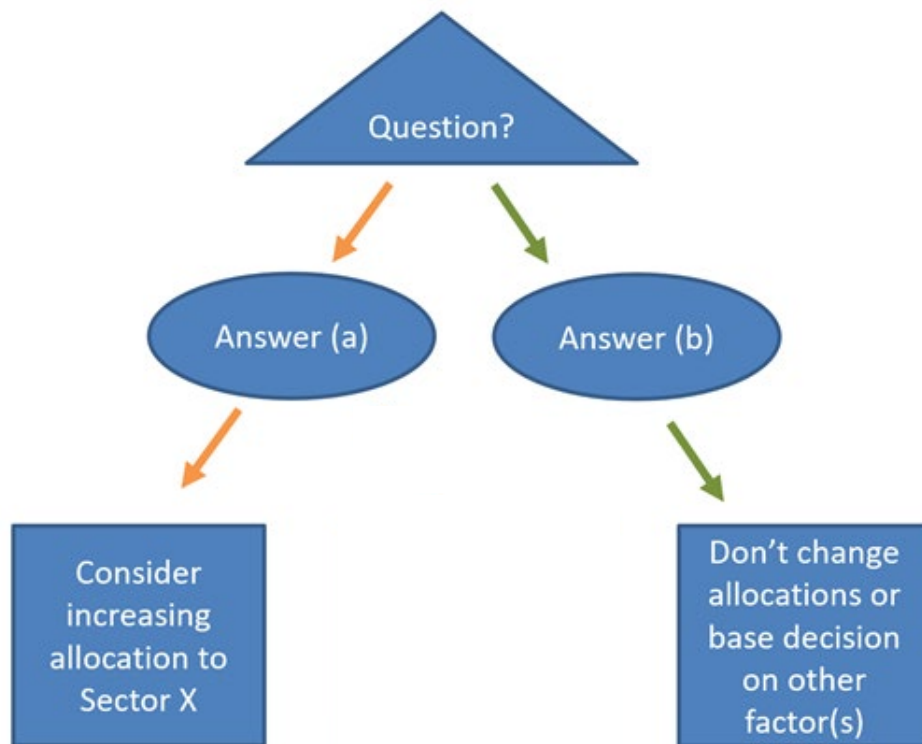 Question?
Answer (a)
Answer (b)
Consider
increasing
allocation to
Sector X
Don’t change
allocations or
base decision
on other
factor(s)